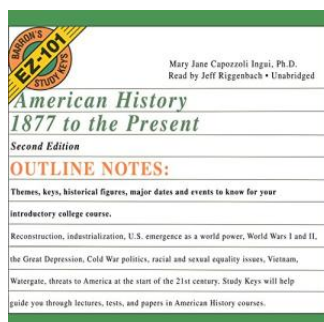 BARRON'S
EZ-101
STUDY KEYS
Mary Jane Capozzoli Ingui, Ph.D.
Read by Jeff Riggenbach • Unabridged
American History
1877 to the Present
Second Edition
OUTLINE NOTES:
Themes, keys, historical figures, major dates and events to know for your
introductory college course.
Reconstruction, industrialization, U.S. emergence as a world power, World Wars I and II,
the Great Depression, Cold War politics, racial and sexual equality issues, Vietnam,
Watergate, threats to America at the start of the 21st century. Study Keys will help
guide you through lectures, tests, and papers in American History courses.